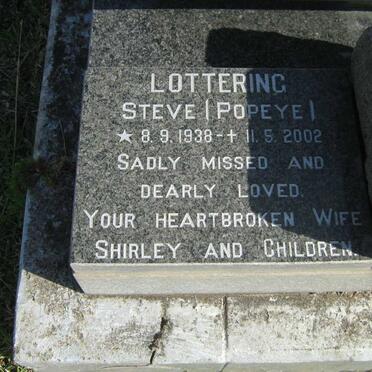 LOTTERING
STEVE (POPEYE)
★ 8.9.1938 - ✝ 11.5.2002
SADLY MISSED AND
DEARLY LOVED.
YOUR HEARTBROKEN WIFE
SHIRLEY AND CHILDREN.